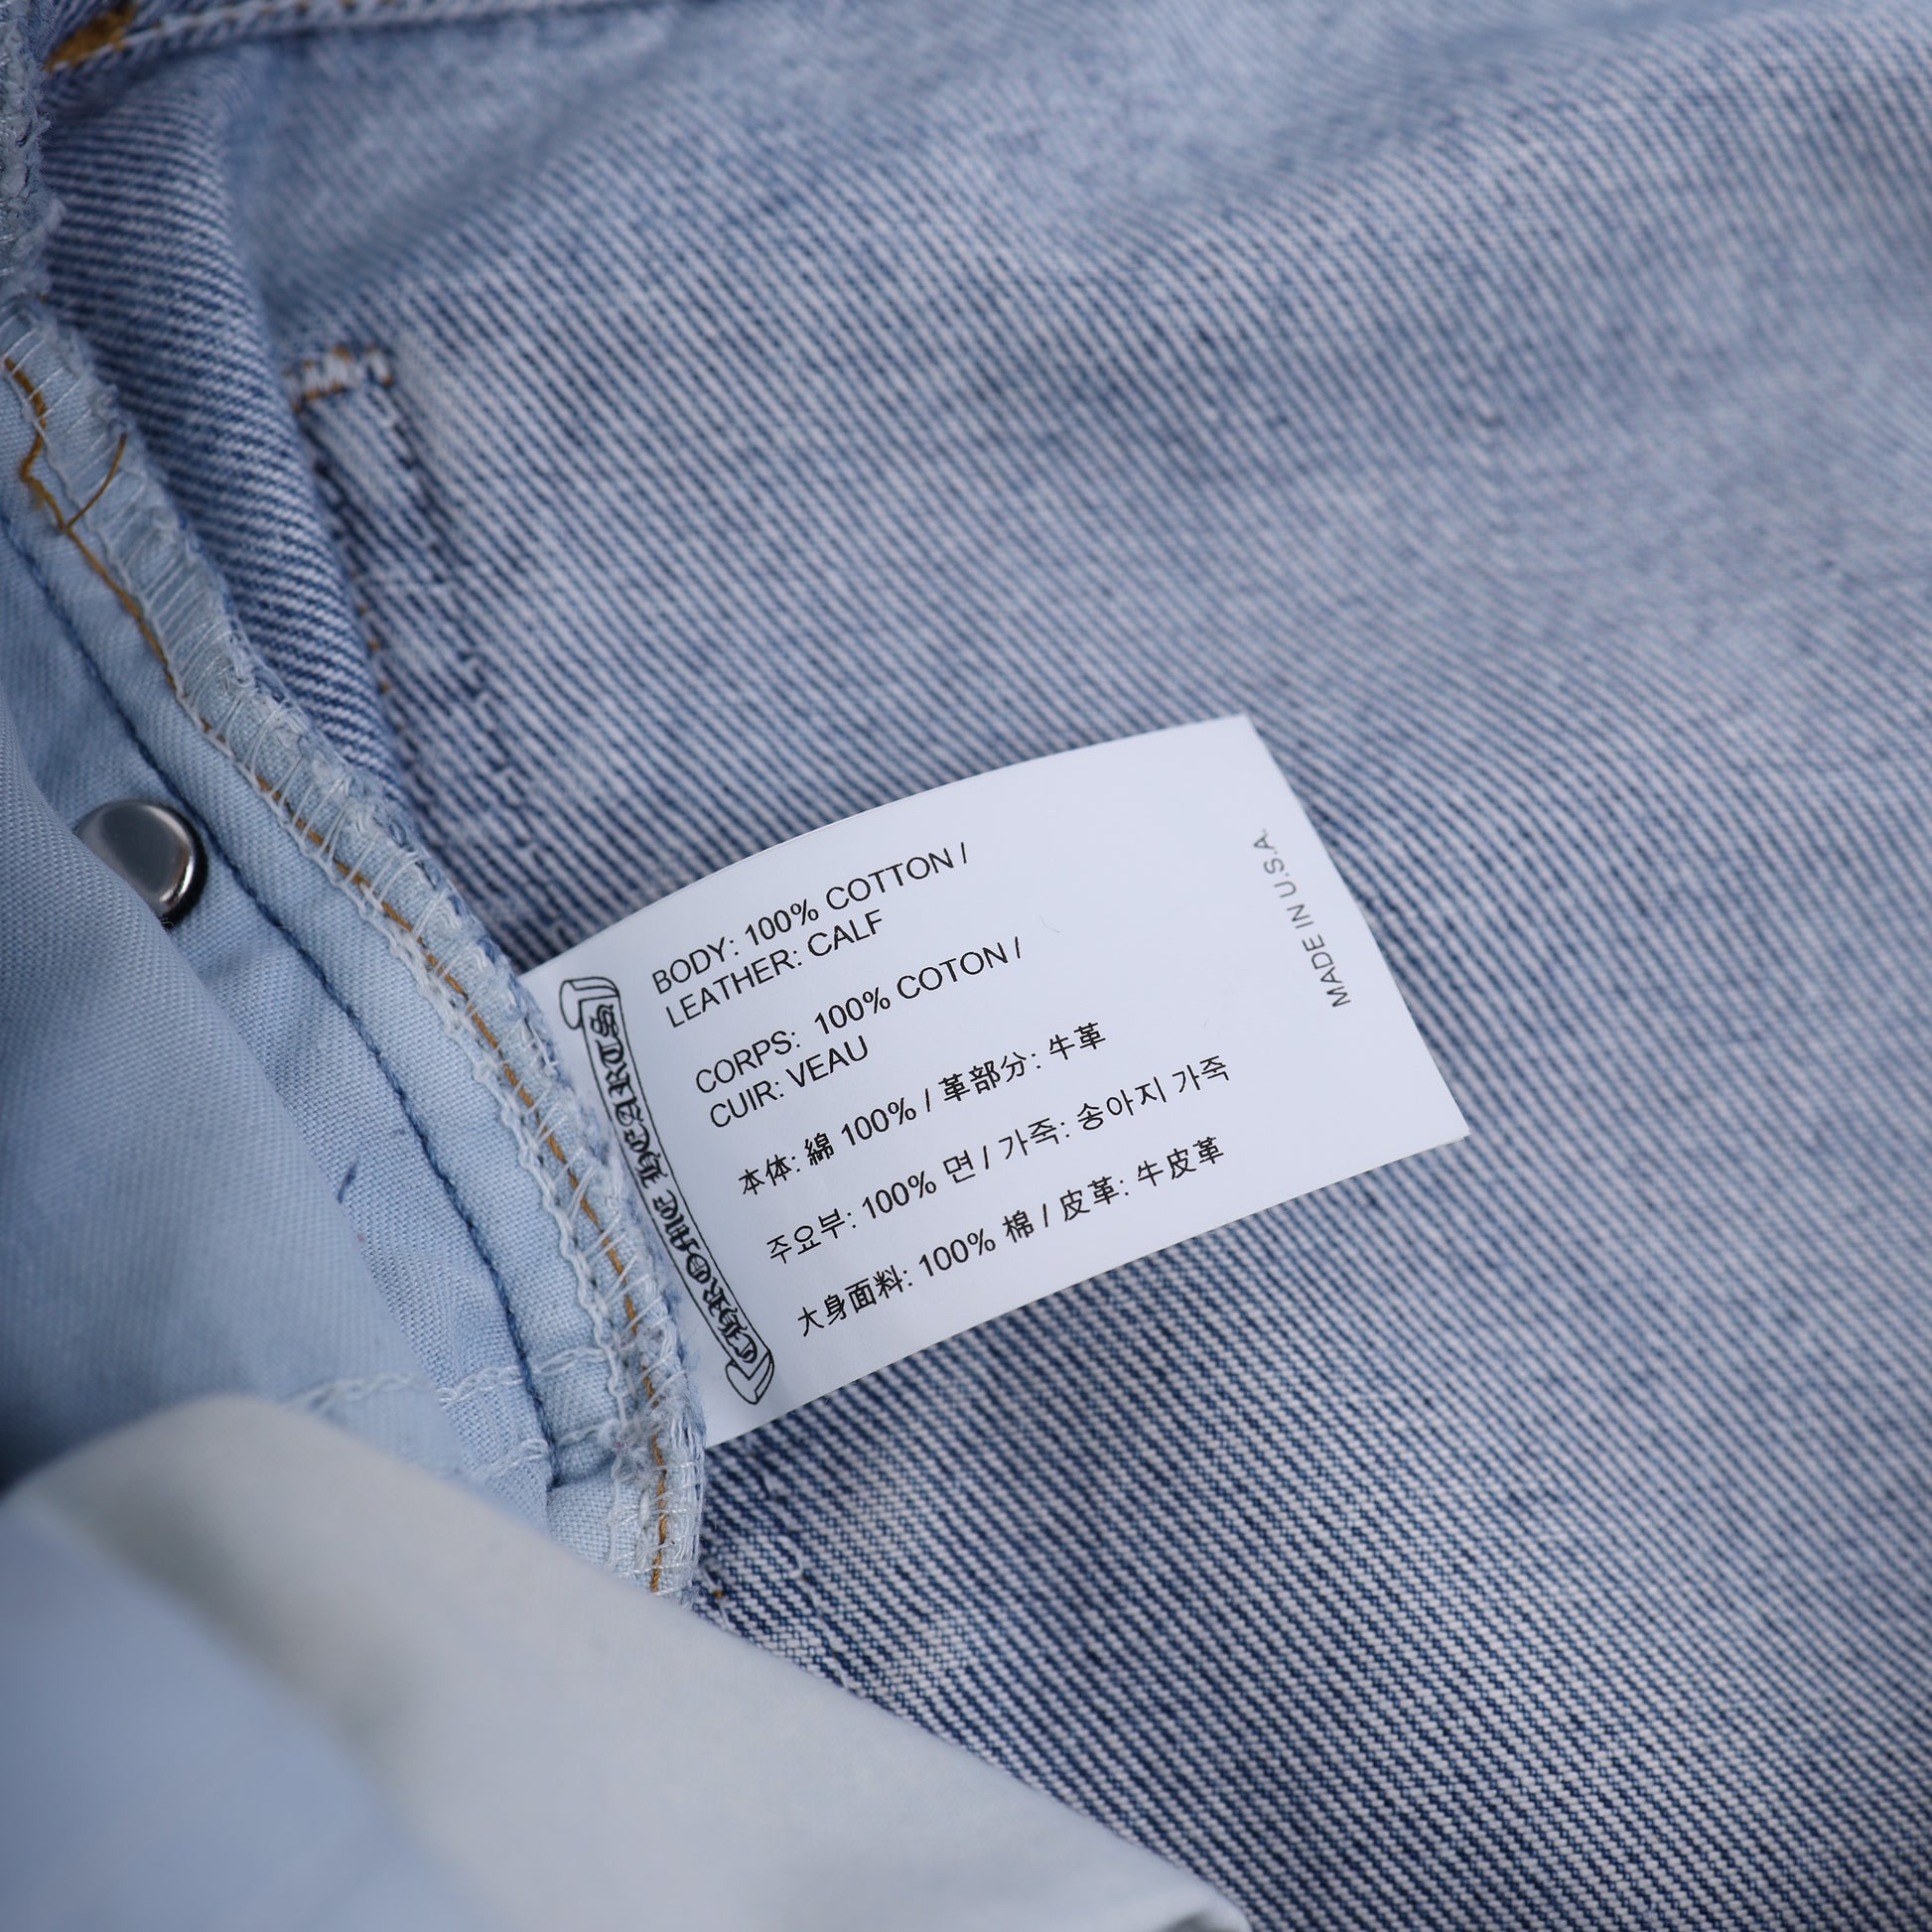 CHROME HEARTS
BODY: 100% COTTON /
LEATHER: CALF
CORPS: 100% COTON /
CUIR: VEAU
本体: 綿 100% / 革部分: 牛革
주요부: 100% 면 / 가죽: 송아지 가죽
大身面料: 100% 棉 / 皮革: 牛皮革
MADE IN U.S.A.